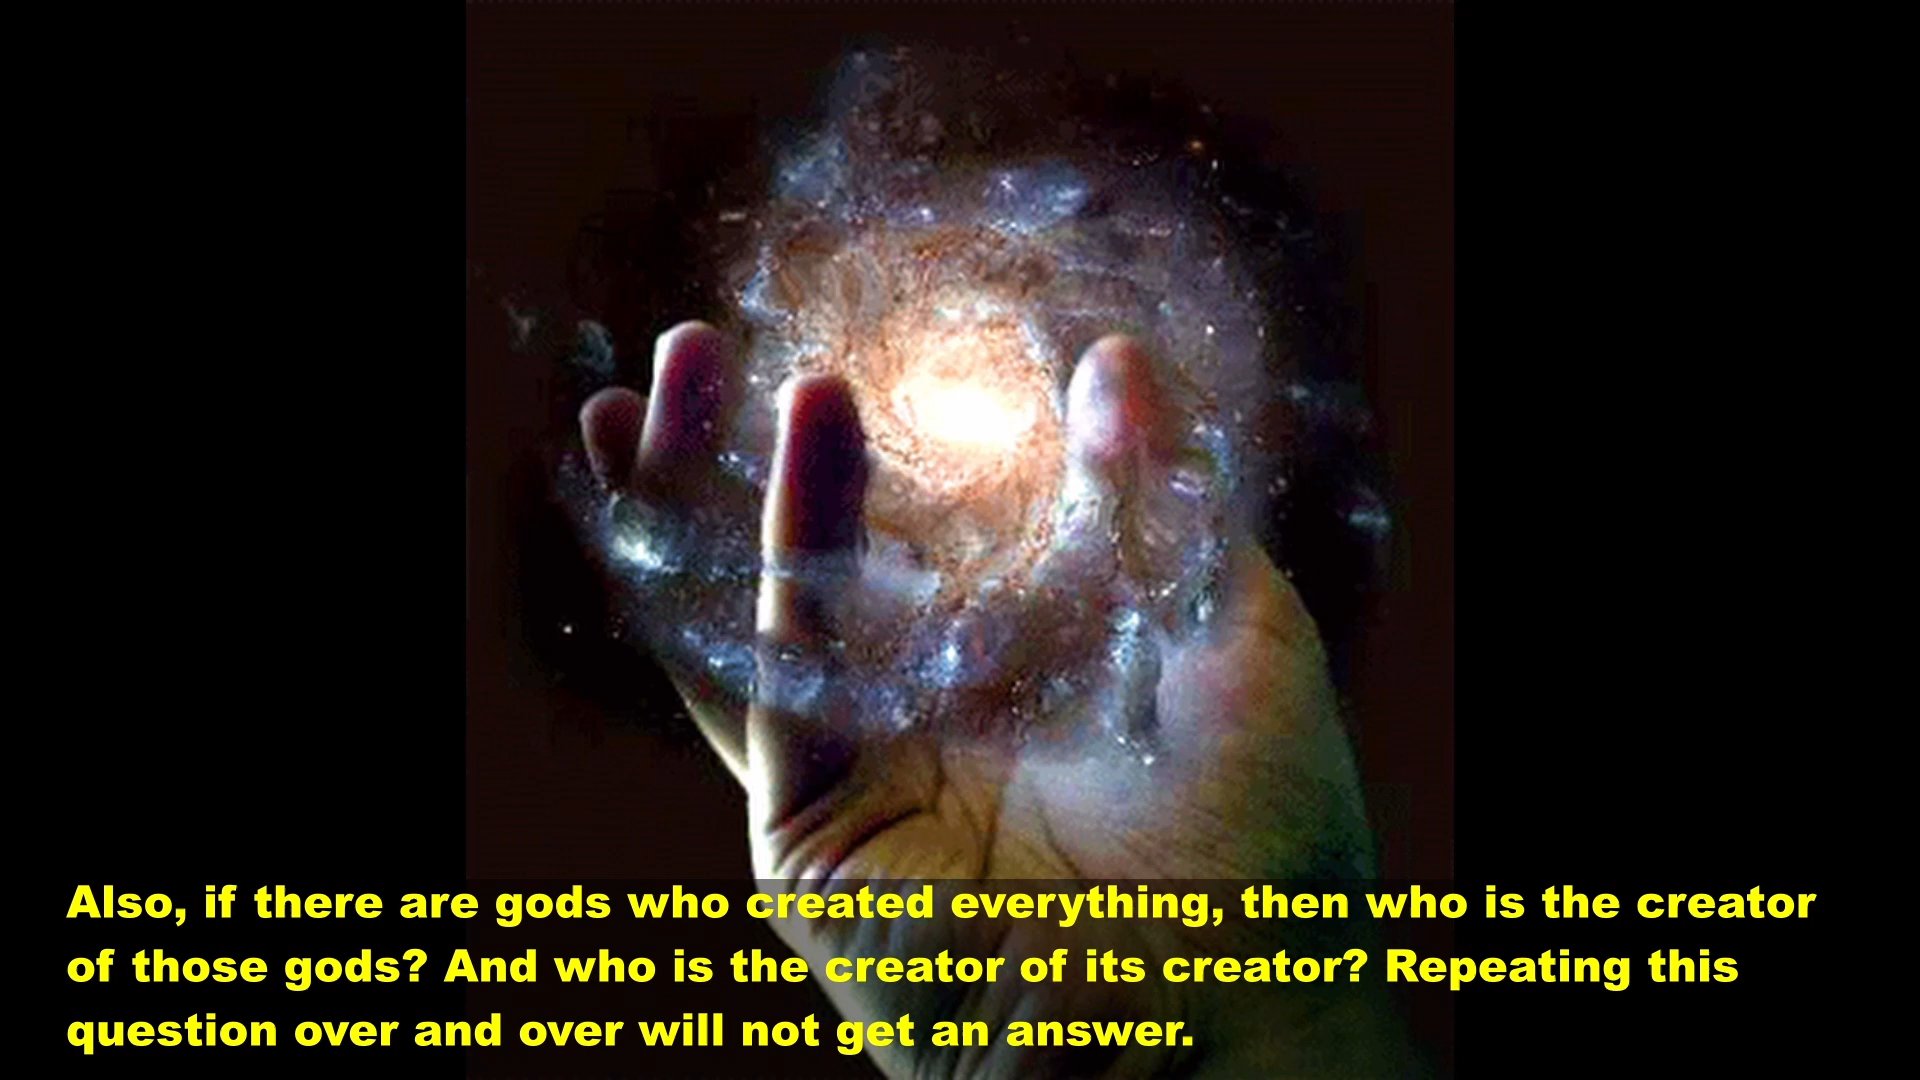 Also, if there are gods who created everything, then who is the creator
of those gods? And who is the creator of its creator? Repeating this
question over and over will not get an answer.